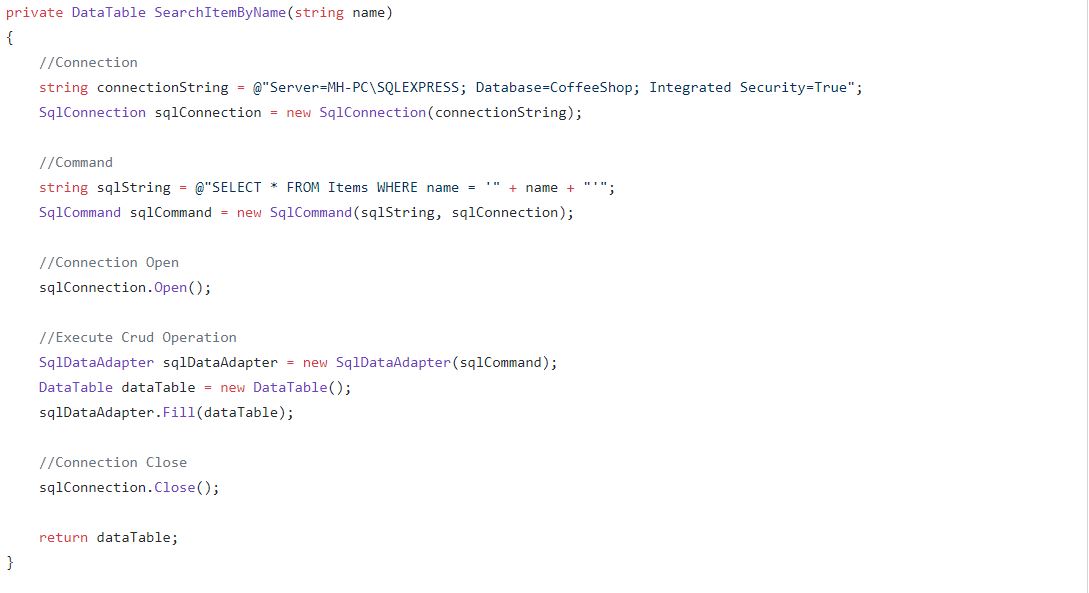 private DataTable SearchItemByName(string name)
{
    //Connection
    string connectionString = @"Server=MH-PC\SQLEXPRESS; Database=CoffeeShop; Integrated Security=True";
    SqlConnection sqlConnection = new SqlConnection(connectionString);

    //Command
    string sqlString = @"SELECT * FROM Items WHERE name = '" + name + "'";
    SqlCommand sqlCommand = new SqlCommand(sqlString, sqlConnection);

    //Connection Open
    sqlConnection.Open();

    //Execute Crud Operation
    SqlDataAdapter sqlDataAdapter = new SqlDataAdapter(sqlCommand);
    DataTable dataTable = new DataTable();
    sqlDataAdapter.Fill(dataTable);

    //Connection Close
    sqlConnection.Close();

    return dataTable;
}